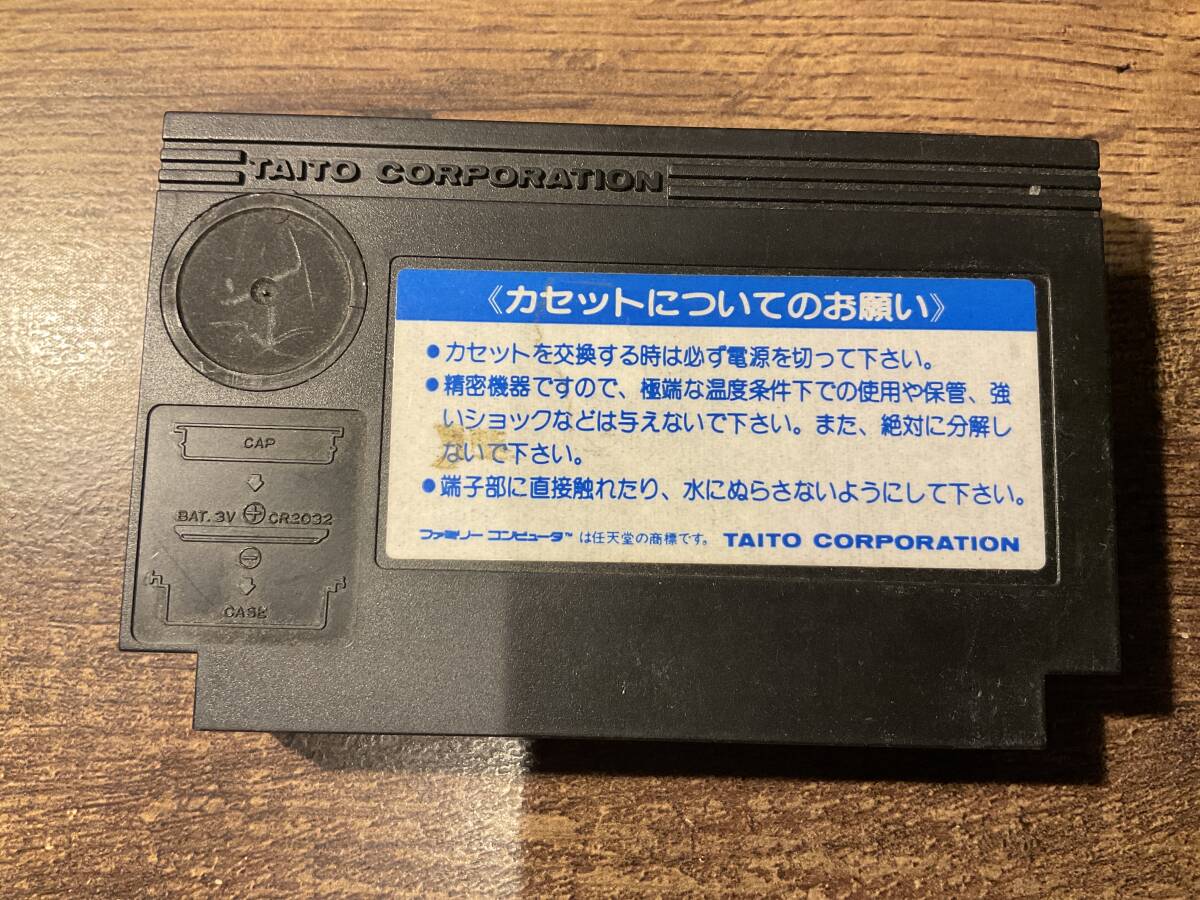 TAITO CORPORATION
《カセットについてのお願い》
●カセットを交換する時は必ず電源を切って下さい。
●精密機器ですので、極端な温度条件下での使用や保管、強
いショックなどは与えないで下さい。また、絶対に分解し
ないで下さい。
●端子部に直接触れたり、水にぬらさないようにして下さい。
ファミリーコンピュータ™は任天堂の商標です。 TAITO CORPORATION
CAP
BAT. 3V ⊕ CR2032
⊖
CASE